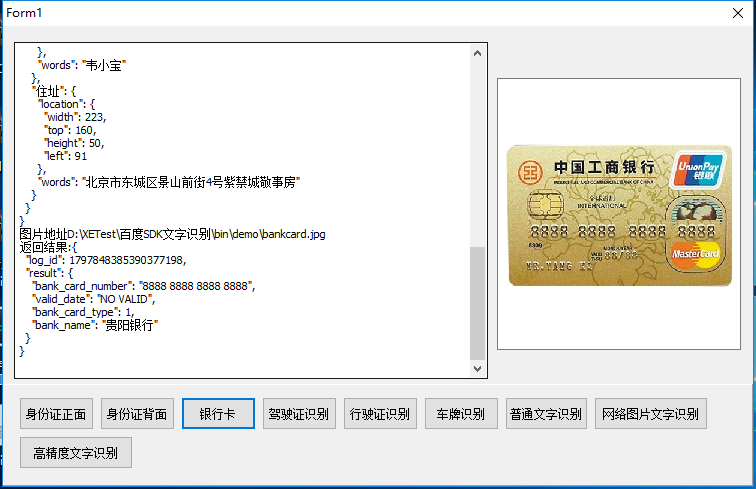 Form1
},
"words": "韦小宝"
},
"住址": {
"location": {
"width": 223,
"top": 160,
"height": 50,
"left": 91
},
"words": "北京市东城区景山前街4号紫禁城敬事房"
}
}
}
图片地址D:\XETest\百度SDK文字识别\bin\demo\bankcard.jpg
返回结果:{
"log_id": 1797848385390377198,
"result": {
"bank_card_number": "8888 8888 8888 8888",
"valid_date": "NO VALID",
"bank_card_type": 1,
"bank_name": "贵阳银行"
}
}
中国工商银行
INDUSTRIAL AND COMMERCIAL BANK OF CHINA
UnionPay
银联
INTERNATIONAL
8888 8888 8888 8888
MONTH/YEAR
VALID THRU 88/88
MasterCard
身份证正面
身份证背面
银行卡
驾驶证识别
行驶证识别
车牌识别
普通文字识别
网络图片文字识别
高精度文字识别